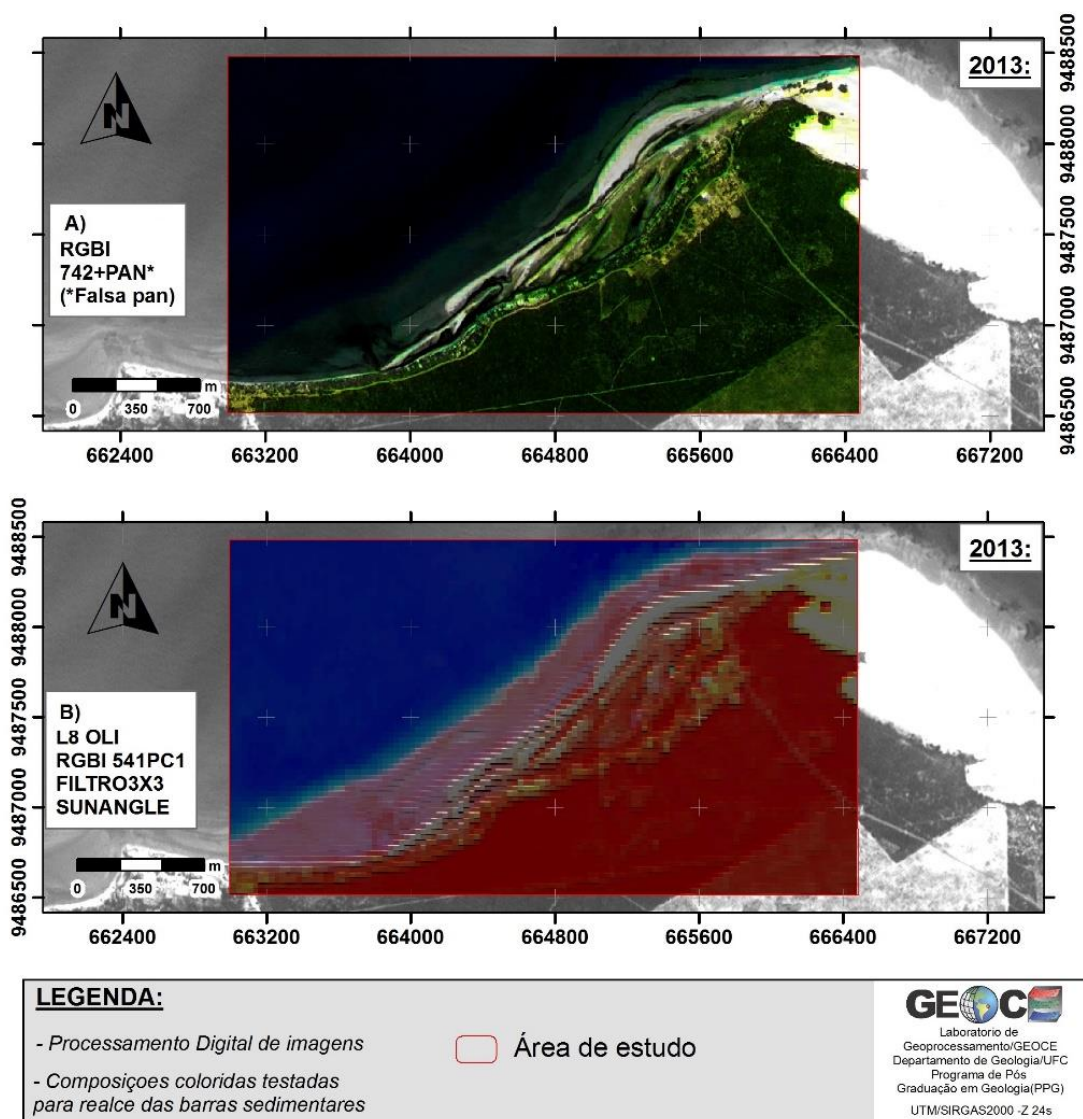 2013:
9488500
9488000
9487500
9487000
9486500
N
A)
RGBI
742+PAN*
(*Falsa pan)
m
0 350 700
662400 663200 664000 664800 665600 666400 667200
2013:
9488500
9488000
9487500
9487000
9486500
N
B)
L8 OLI
RGBI 541PC1
FILTRO3X3
SUNANGLE
m
0 350 700
662400 663200 664000 664800 665600 666400 667200
LEGENDA:
- Processamento Digital de imagens
- Composiçoes coloridas testadas
para realce das barras sedimentares
Área de estudo
GEOCE
Laboratorio de
Geoprocessamento/GEOCE
Departamento de Geologia/UFC
Programa de Pós
Graduação em Geologia(PPG)
UTM/SIRGAS2000 -Z 24s